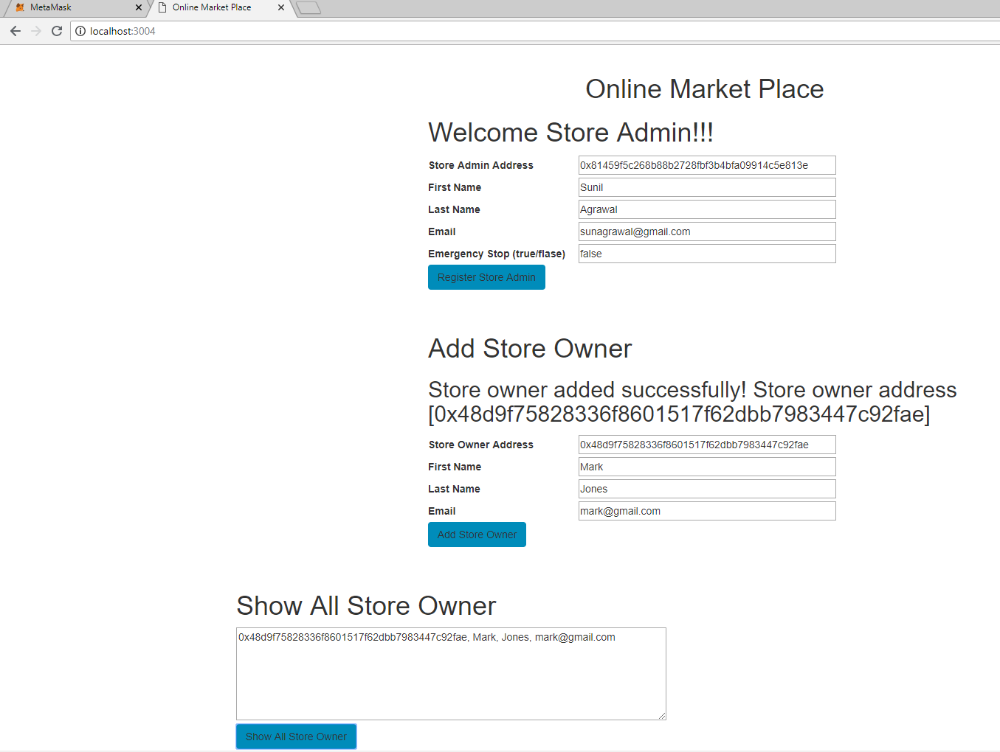 MetaMask
Online Market Place
localhost:3004
Online Market Place
Welcome Store Admin!!!
Store Admin Address 0x81459f5c268b88b2728fbf3b4bfa09914c5e813e
First Name Sunil
Last Name Agrawal
Email sunagrawal@gmail.com
Emergency Stop (true/flase) false
Register Store Admin
Add Store Owner
Store owner added successfully! Store owner address
[0x48d9f75828336f8601517f62dbb7983447c92fae]
Store Owner Address 0x48d9f75828336f8601517f62dbb7983447c92fae
First Name Mark
Last Name Jones
Email mark@gmail.com
Add Store Owner
Show All Store Owner
0x48d9f75828336f8601517f62dbb7983447c92fae, Mark, Jones, mark@gmail.com
Show All Store Owner